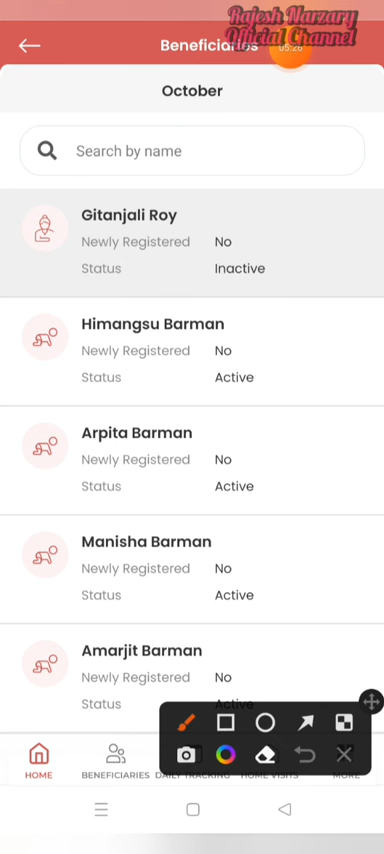 Rajesh Narzary
Official Channel
Beneficiaries
05:28
October
Search by name
Gitanjali Roy
Newly Registered No
Status Inactive
Himangsu Barman
Newly Registered No
Status Active
Arpita Barman
Newly Registered No
Status Active
Manisha Barman
Newly Registered No
Status Active
Amarjit Barman
Newly Registered No
Status Active
HOME BENEFICIARIES DAILY TRACKING HOME VISITS MORE